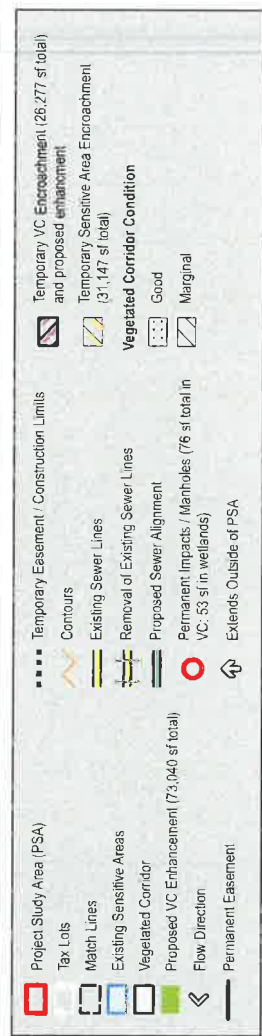 Project Study Area (PSA)
Tax Lots
Match Lines
Existing Sensitive Areas
Vegetated Corridor
Proposed VC Enhancement (73,040 sf total)
Flow Direction
Permanent Easement
Temporary Easement / Construction Limits
Contours
Existing Sewer Lines
Removal of Existing Sewer Lines
Proposed Sewer Alignment
Permanent Impacts / Manholes (76 sf total in
VC: 53 sf in wetlands)
Extends Outside of PSA
Temporary VC Encroachment (26,277 sf total)
and proposed enhancment
Temporary Sensitive Area Encroachment
(31,147 sf total)
Vegetated Corridor Condition
Good
Marginal